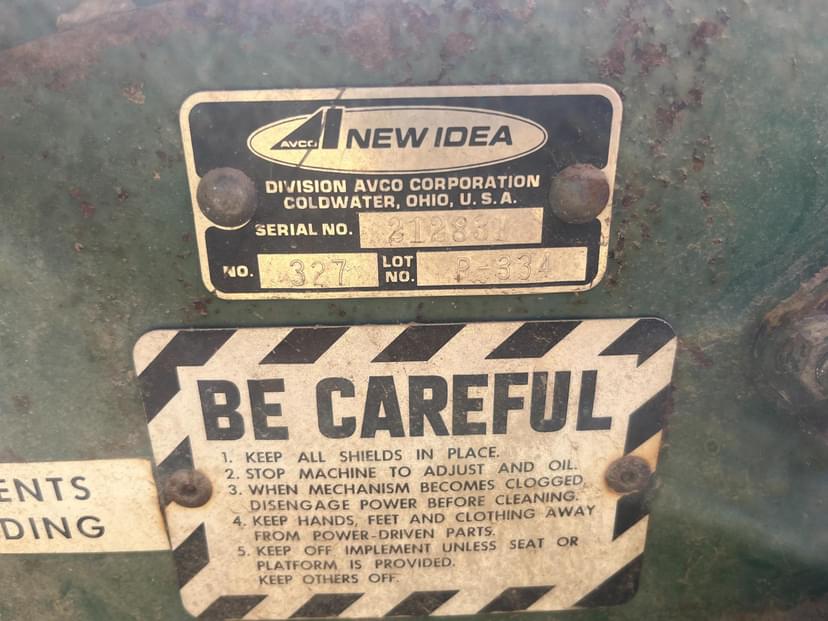 AVCO NEW IDEA
DIVISION AVCO CORPORATION
COLDWATER, OHIO, U. S. A.
SERIAL NO. 212831
NO. 327 LOT NO. P-334
BE CAREFUL
1. KEEP ALL SHIELDS IN PLACE.
2. STOP MACHINE TO ADJUST AND OIL.
3. WHEN MECHANISM BECOMES CLOGGED,
DISENGAGE POWER BEFORE CLEANING.
4. KEEP HANDS, FEET AND CLOTHING AWAY
FROM POWER-DRIVEN PARTS.
5. KEEP OFF IMPLEMENT UNLESS SEAT OR
PLATFORM IS PROVIDED.
KEEP OTHERS OFF.
ENTS
DING